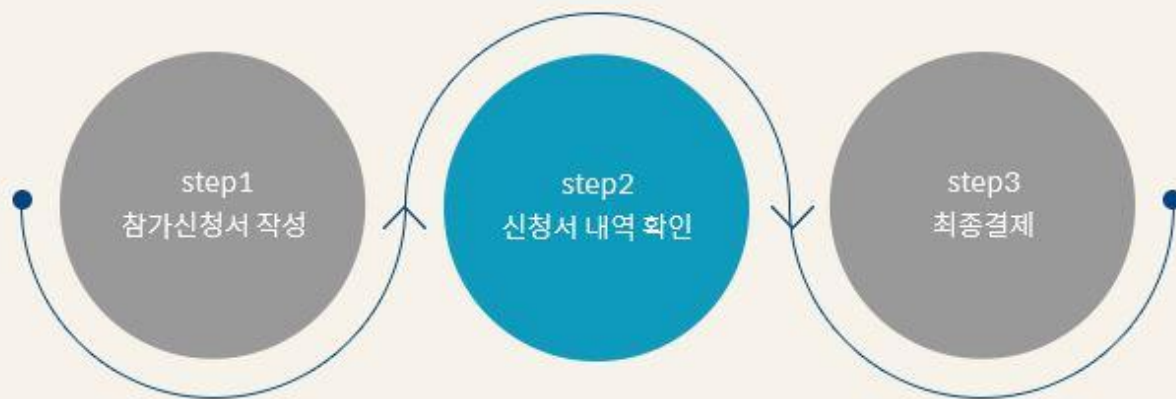 step1
참가신청서 작성
step2
신청서 내역 확인
step3
최종결제